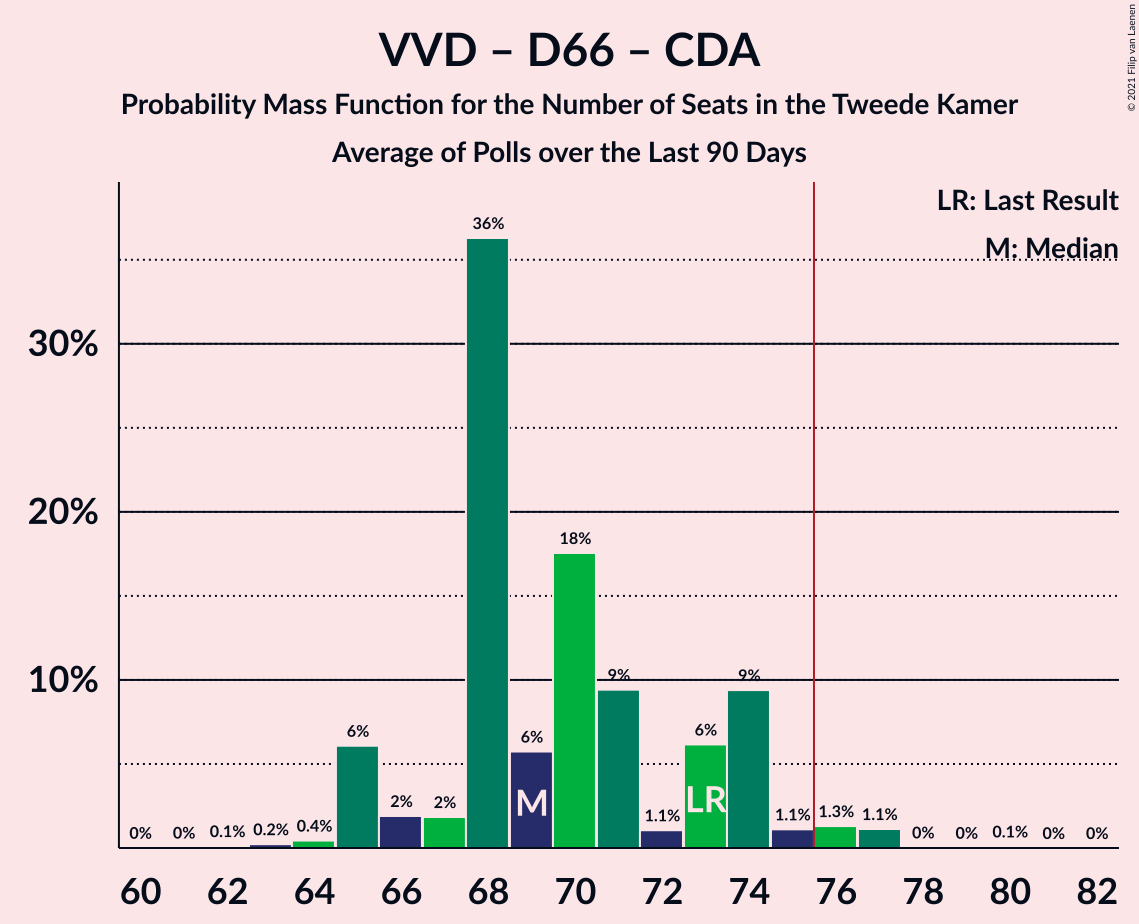 VVD – D66 – CDA
Probability Mass Function for the Number of Seats in the Tweede Kamer
Average of Polls over the Last 90 Days
© 2021 Filip van Laenen
LR: Last Result
M: Median
30%
20%
10%
0%
0%
0.1%
0.2%
0.4%
6%
2%
2%
36%
6%
18%
9%
1.1%
6%
9%
1.1%
1.3%
1.1%
0%
0%
0.1%
0%
0%
M
LR
60 62 64 66 68 70 72 74 76 78 80 82